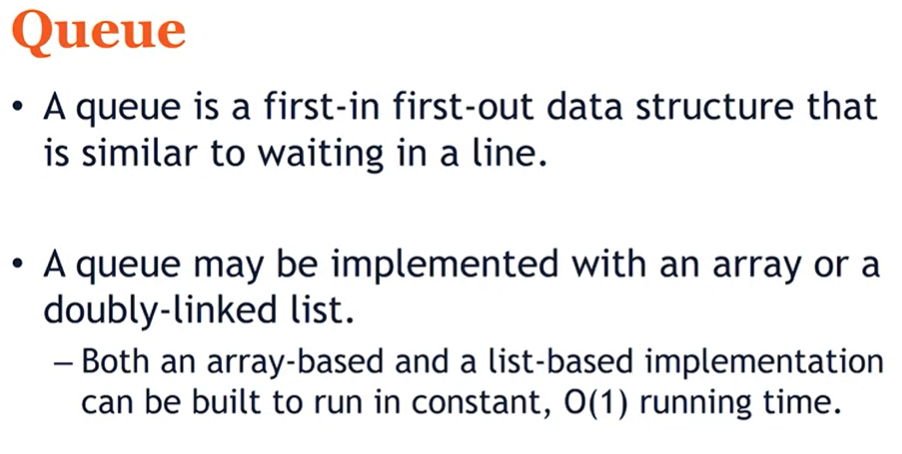 Queue
• A queue is a first-in first-out data structure that
is similar to waiting in a line.
• A queue may be implemented with an array or a
doubly-linked list.
– Both an array-based and a list-based implementation
can be built to run in constant, O(1) running time.